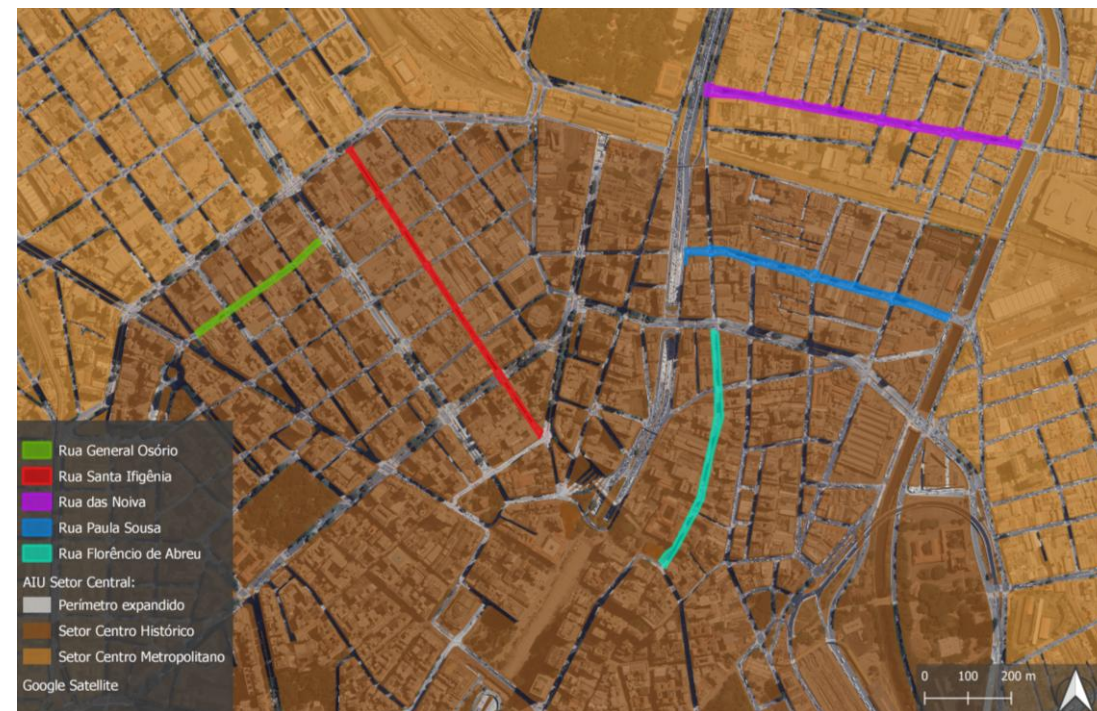 Rua General Osório
Rua Santa Ifigênia
Rua das Noiva
Rua Paula Sousa
Rua Florêncio de Abreu
AIU Setor Central:
Perímetro expandido
Setor Centro Histórico
Setor Centro Metropolitano
Google Satellite
0 100 200 m